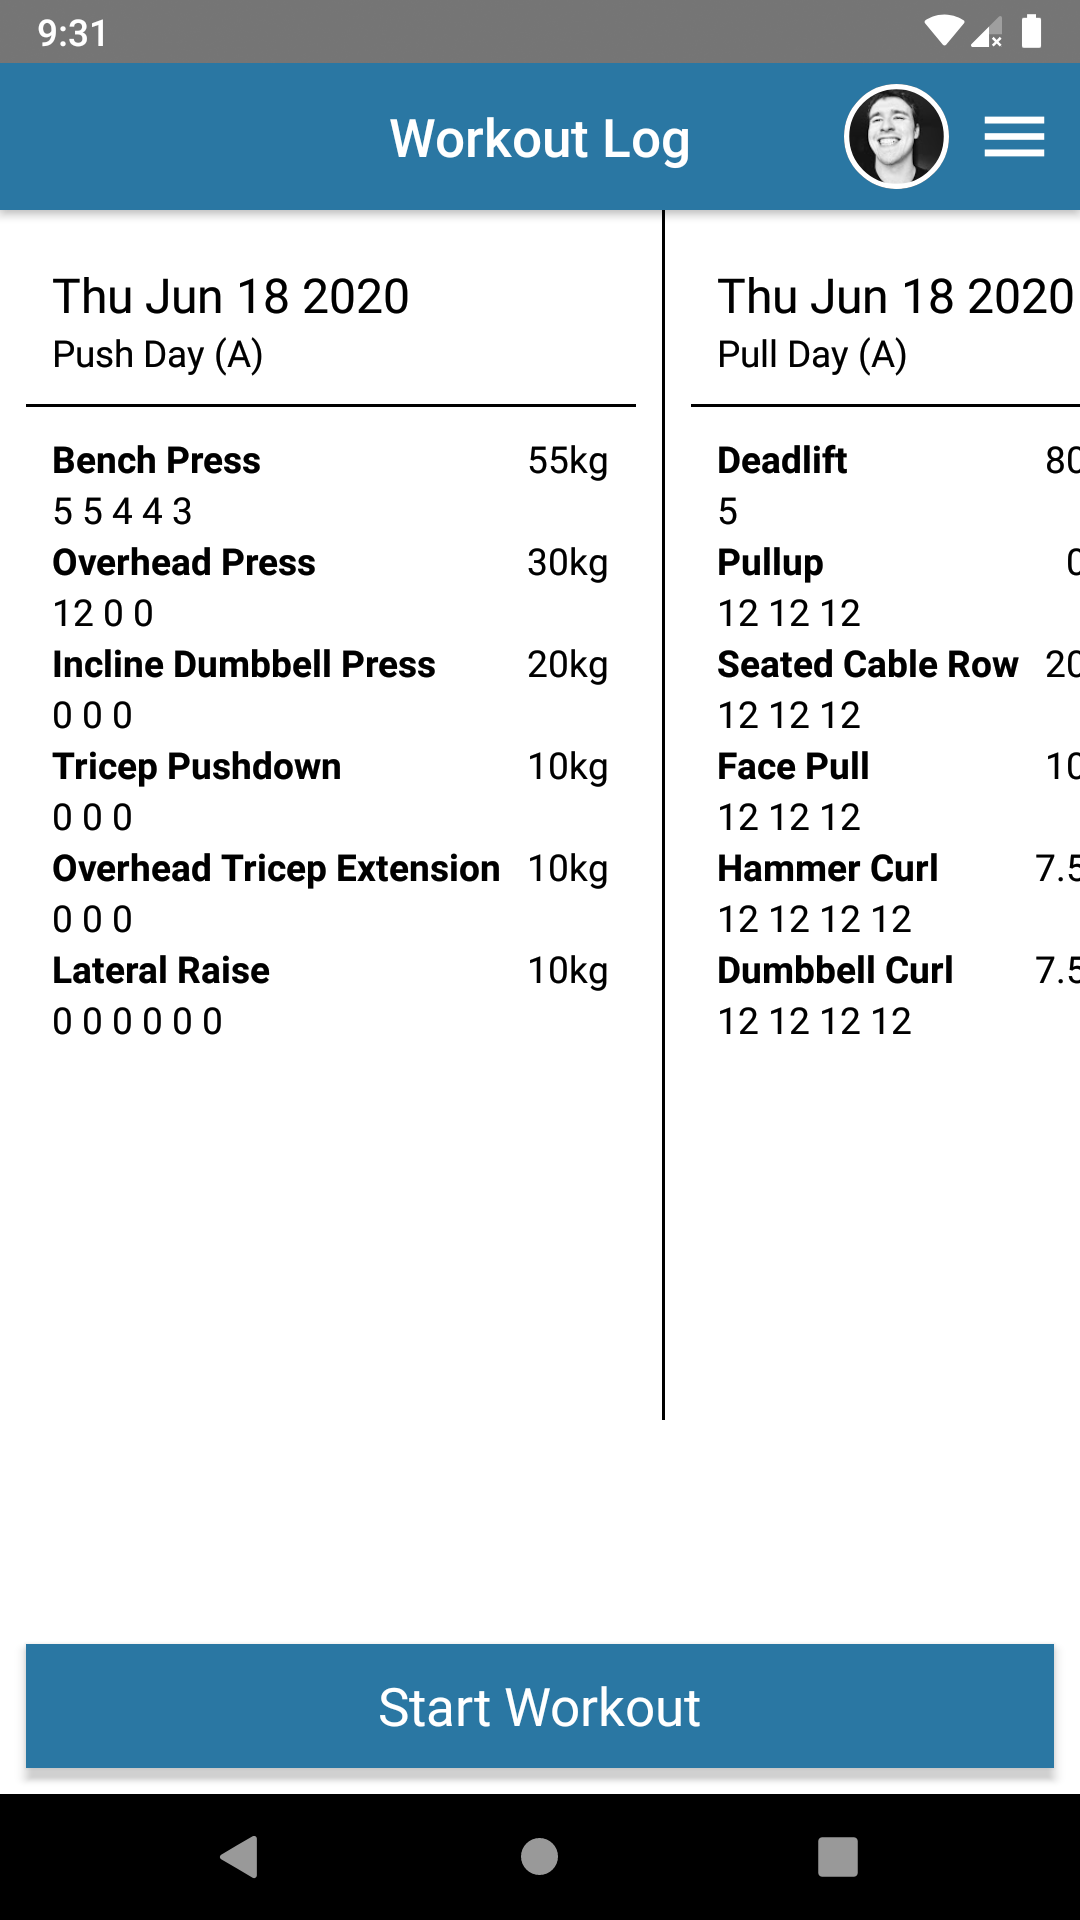 9:31
Workout Log
Thu Jun 18 2020
Push Day (A)
Bench Press 55kg
5 5 4 4 3
Overhead Press 30kg
12 0 0
Incline Dumbbell Press 20kg
0 0 0
Tricep Pushdown 10kg
0 0 0
Overhead Tricep Extension 10kg
0 0 0
Lateral Raise 10kg
0 0 0 0 0 0
Thu Jun 18 2020
Pull Day (A)
Deadlift 80
5
Pullup 0
12 12 12
Seated Cable Row 20
12 12 12
Face Pull 10
12 12 12
Hammer Curl 7.5
12 12 12 12
Dumbbell Curl 7.5
12 12 12 12
Start Workout